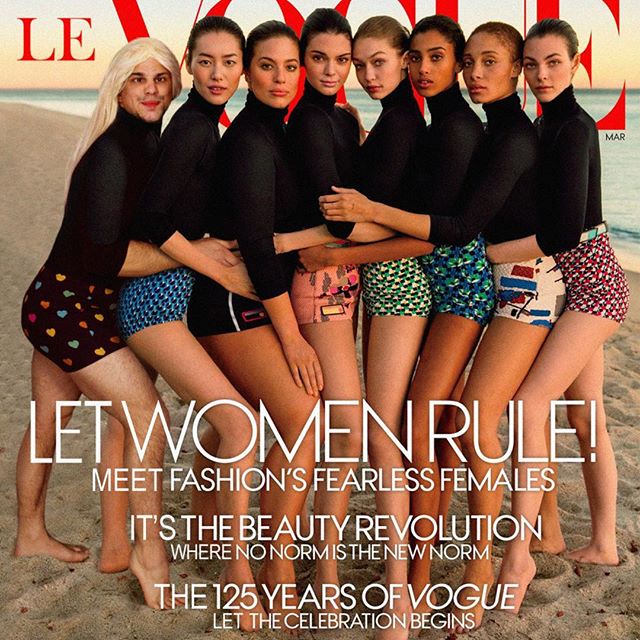 LE VOGUE
MAR
LET WOMEN RULE!
MEET FASHION'S FEARLESS FEMALES
IT'S THE BEAUTY REVOLUTION
WHERE NO NORM IS THE NEW NORM
THE 125 YEARS OF VOGUE
LET THE CELEBRATION BEGINS